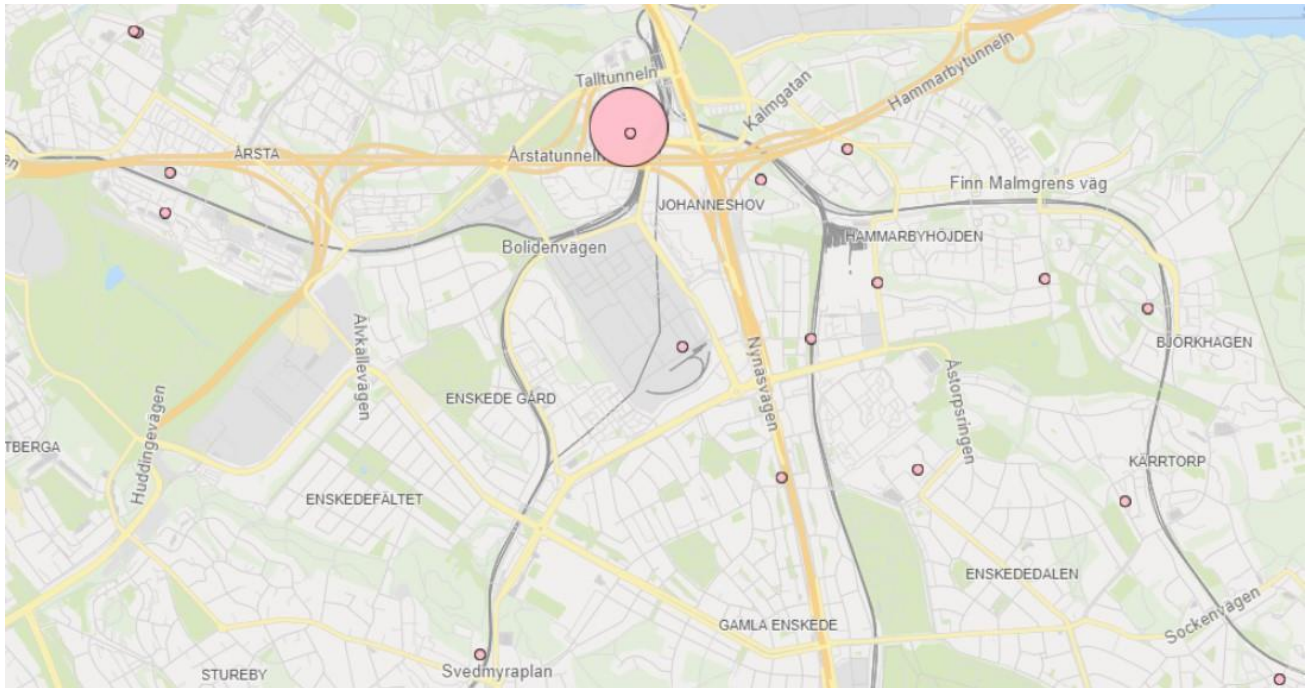 Talltunneln
Kalmgatan
Hammarbytunneln
ÅRSTA
Årstatunneln
Finn Malmgrens väg
JOHANNESHOV
HAMMARBYHÖJDEN
Bolidenvägen
Älvkallevägen
Nynäsvägen
BJÖRKHAGEN
Åstorpsringen
ENSKEDE GÅRD
Huddingevägen
TBERGA
KÄRRTORP
ENSKEDEFÄLTET
ENSKEDEDALEN
Sockenvägen
GAMLA ENSKEDE
STUREBY
Svedmyraplan